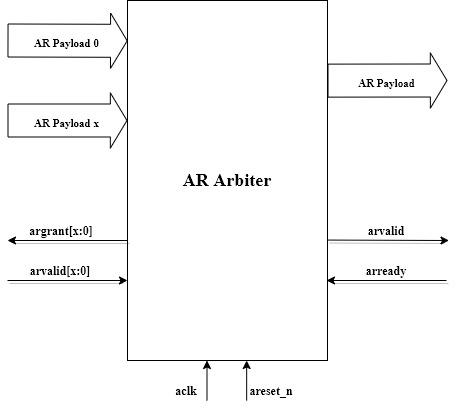 AR Payload 0
AR Payload
AR Payload x
AR Arbiter
argrant[x:0]
arvalid
arvalid[x:0]
arready
aclk
areset_n